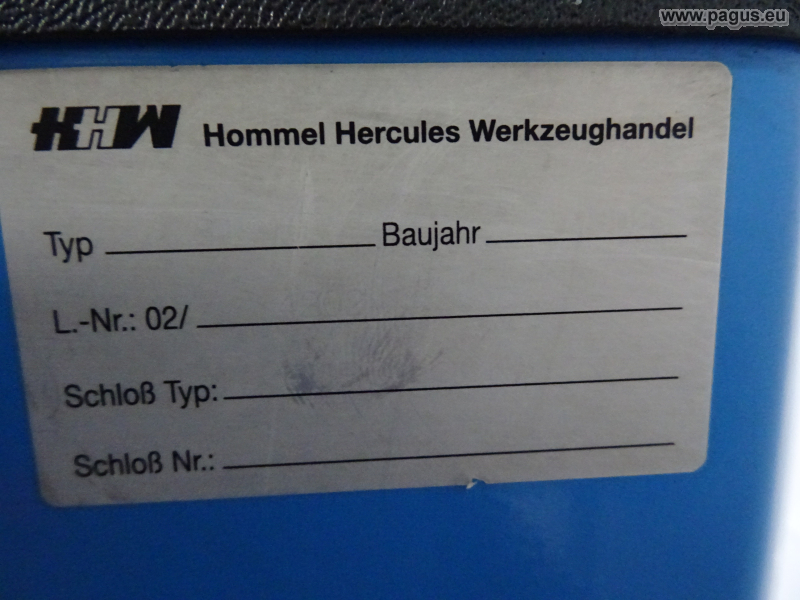 www.pagus.eu
HHW Hommel Hercules Werkzeughandel
Typ Baujahr
L.-Nr.: 02/
Schloß Typ:
Schloß Nr.: